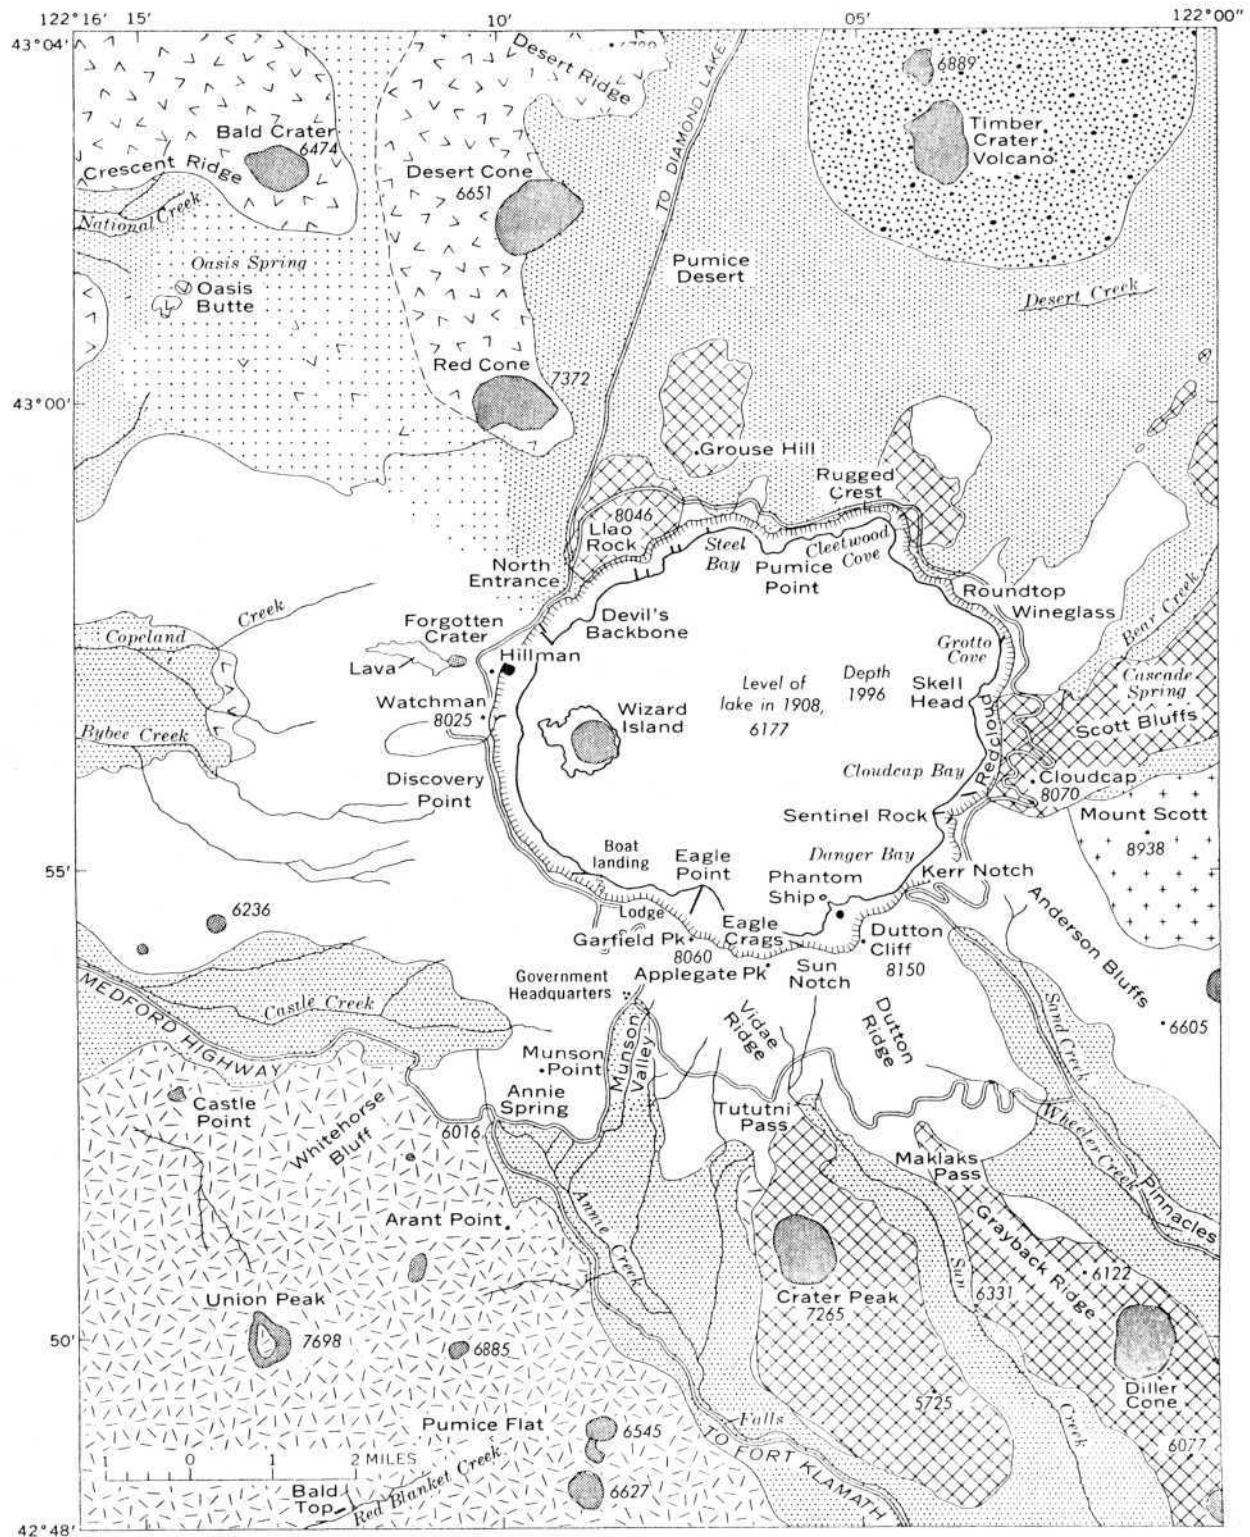 122°16' 15' 10' 05' 122°00"
43°04'
Desert Ridge
6889
TO DIAMOND LAKE
Timber
Crater
Volcano
Bald Crater
6474
Crescent Ridge
Desert Cone
6651
National Creek
Oasis Spring
Oasis
Butte
Pumice
Desert
Desert Creek
Red Cone
7372
43°00'
Grouse Hill
Rugged
Crest
8046
Llao
Rock
Steel
Bay
Cleetwood
Cove
Pumice
Point
North
Entrance
Roundtop
Wineglass
Bear Creek
Creek
Copeland
Forgotten
Crater
Devil's
Backbone
Lava
Hillman
Grotto
Cove
Cascade
Spring
Level of
lake in 1908,
6177
Depth
1996
Skell
Head
Watchman
8025
Wizard
Island
Redcloud
Scott Bluffs
Bybee Creek
Cloudcap Bay
Cloudcap
8070
Discovery
Point
Sentinel Rock
Mount Scott
8938
Boat
landing
Eagle
Point
Danger Bay
Kerr Notch
55'
Phantom
Ship
6236
Lodge
Garfield Pk
8060
Eagle
Crags
Dutton
Cliff
8150
Anderson Bluffs
Applegate Pk
Sun
Notch
Government
Headquarters
MEDFORD HIGHWAY
Castle Creek
Vidae
Ridge
Dutton
Ridge
Sand Creek
6605
Munson
Point
Munson
Valley
Annie
Spring
6016
Castle
Point
Whitehorse
Bluff
Tututni
Pass
Wheeler Creek
Maklaks
Pass
Pinnacles
Arant Point
Annie Creek
Grayback Ridge
Sun
6122
6331
Union Peak
7698
Crater Peak
7265
50'
6885
Diller
Cone
5725
Pumice Flat
6545
Falls
Creek
6077
TO FORT KLAMATH
1 0 1 2 MILES
Bald
Top
Red Blanket Creek
6627
42°48'